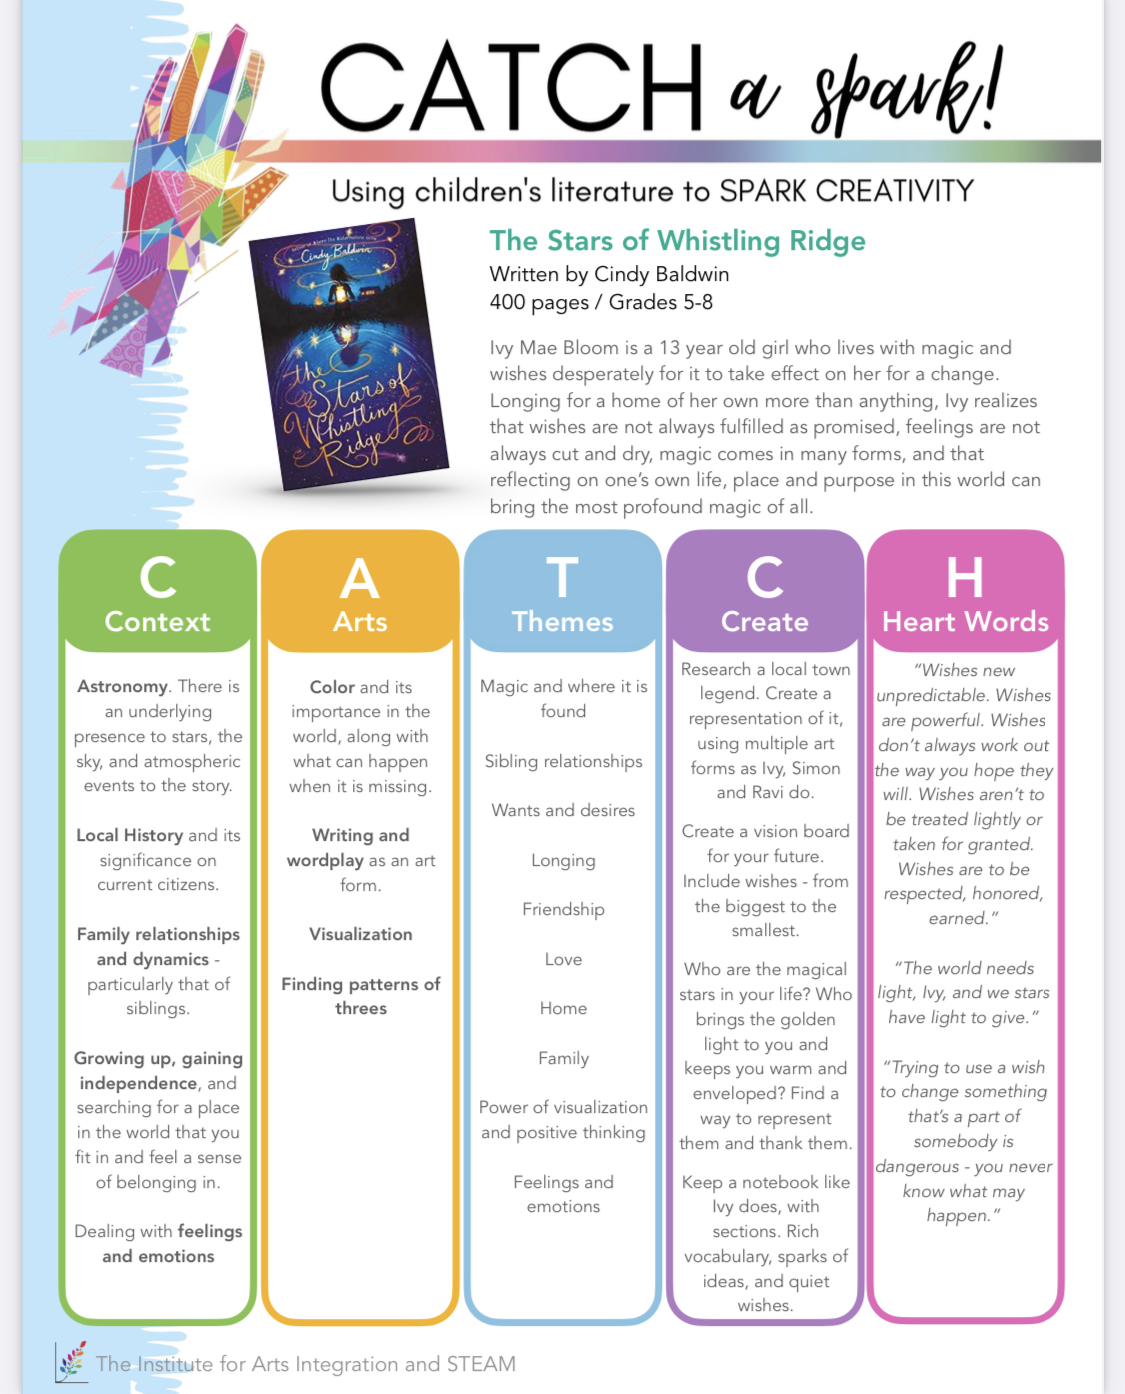 CATCH a spark!
Using children's literature to SPARK CREATIVITY
Cindy Baldwin
the
Stars of
Whistling
Ridge
The Stars of Whistling Ridge
Written by Cindy Baldwin
400 pages / Grades 5-8
Ivy Mae Bloom is a 13 year old girl who lives with magic and
wishes desperately for it to take effect on her for a change.
Longing for a home of her own more than anything, Ivy realizes
that wishes are not always fulfilled as promised, feelings are not
always cut and dry, magic comes in many forms, and that
reflecting on one’s own life, place and purpose in this world can
bring the most profound magic of all.
C
Context
Astronomy. There is
an underlying
presence to stars, the
sky, and atmospheric
events to the story.
Local History and its
significance on
current citizens.
Family relationships
and dynamics -
particularly that of
siblings.
Growing up, gaining
independence, and
searching for a place
in the world that you
fit in and feel a sense
of belonging in.
Dealing with feelings
and emotions
A
Arts
Color and its
importance in the
world, along with
what can happen
when it is missing.
Writing and
wordplay as an art
form.
Visualization
Finding patterns of
threes
T
Themes
Magic and where it is
found
Sibling relationships
Wants and desires
Longing
Friendship
Love
Home
Family
Power of visualization
and positive thinking
Feelings and
emotions
C
Create
Research a local town
legend. Create a
representation of it,
using multiple art
forms as Ivy, Simon
and Ravi do.
Create a vision board
for your future.
Include wishes - from
the biggest to the
smallest.
Who are the magical
stars in your life? Who
brings the golden
light to you and
keeps you warm and
enveloped? Find a
way to represent
them and thank them.
Keep a notebook like
Ivy does, with
sections. Rich
vocabulary, sparks of
ideas, and quiet
wishes.
H
Heart Words
“Wishes new
unpredictable. Wishes
are powerful. Wishes
don’t always work out
the way you hope they
will. Wishes aren’t to
be treated lightly or
taken for granted.
Wishes are to be
respected, honored,
earned.”
“The world needs
light, Ivy, and we stars
have light to give.”
“Trying to use a wish
to change something
that’s a part of
somebody is
dangerous - you never
know what may
happen.”
The Institute for Arts Integration and STEAM